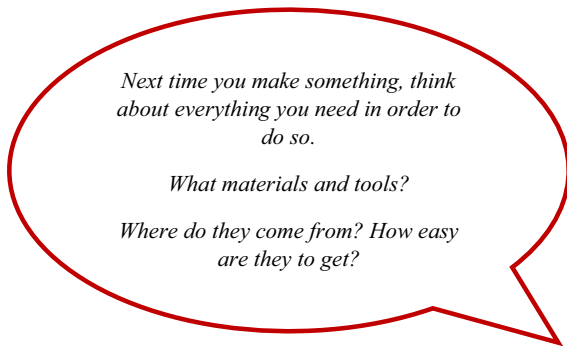 Next time you make something, think
about everything you need in order to
do so.
What materials and tools?
Where do they come from? How easy
are they to get?